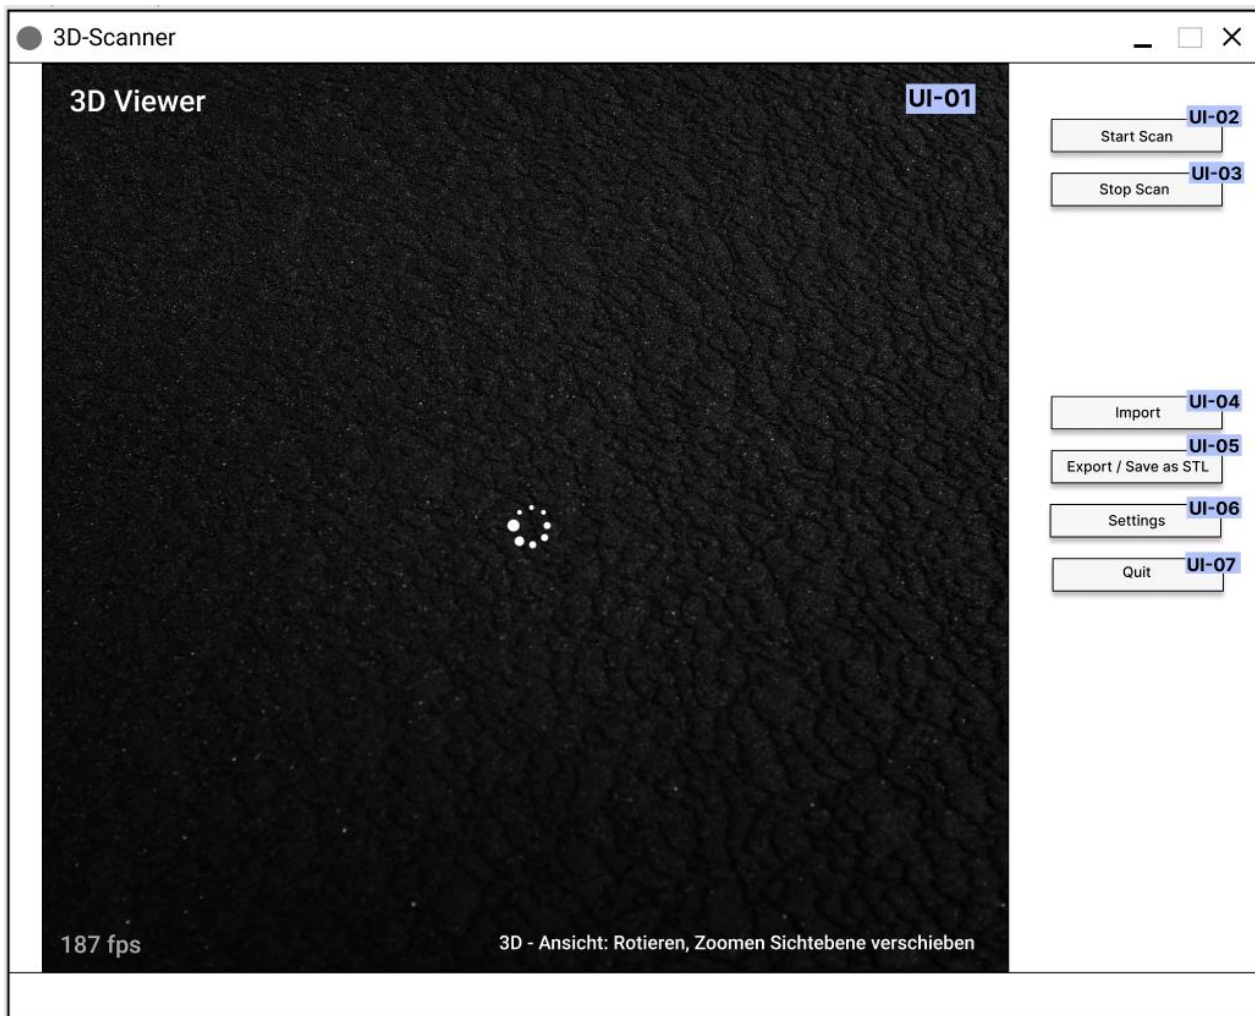 3D-Scanner
3D Viewer
UI-01
UI-02
Start Scan
UI-03
Stop Scan
UI-04
Import
UI-05
Export / Save as STL
UI-06
Settings
UI-07
Quit
187 fps
3D - Ansicht: Rotieren, Zoomen Sichtebene verschieben